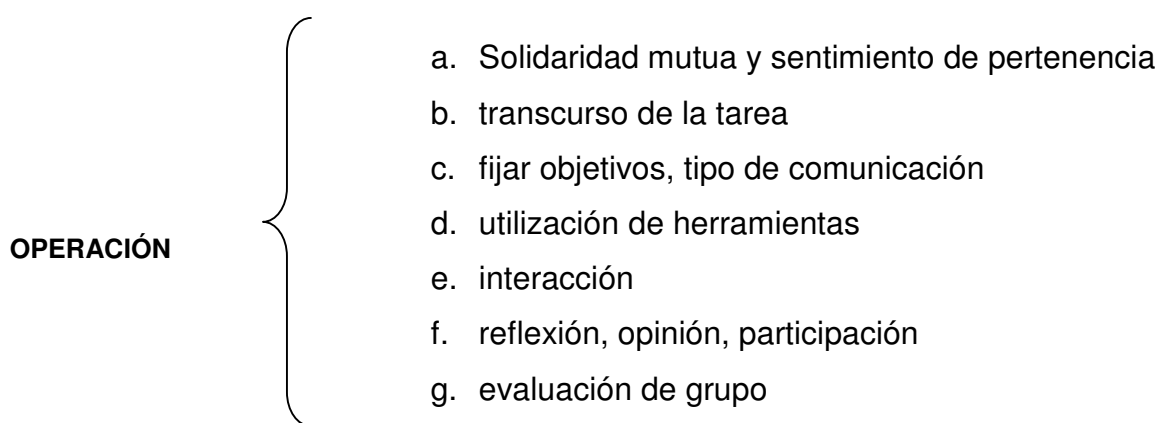 a. Solidaridad mutua y sentimiento de pertenencia
b. transcurso de la tarea
c. fijar objetivos, tipo de comunicación
d. utilización de herramientas
OPERACIÓN
e. interacción
f. reflexión, opinión, participación
g. evaluación de grupo